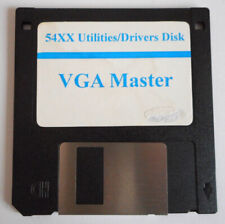 54XX Utilities/Drivers Disk
VGA Master